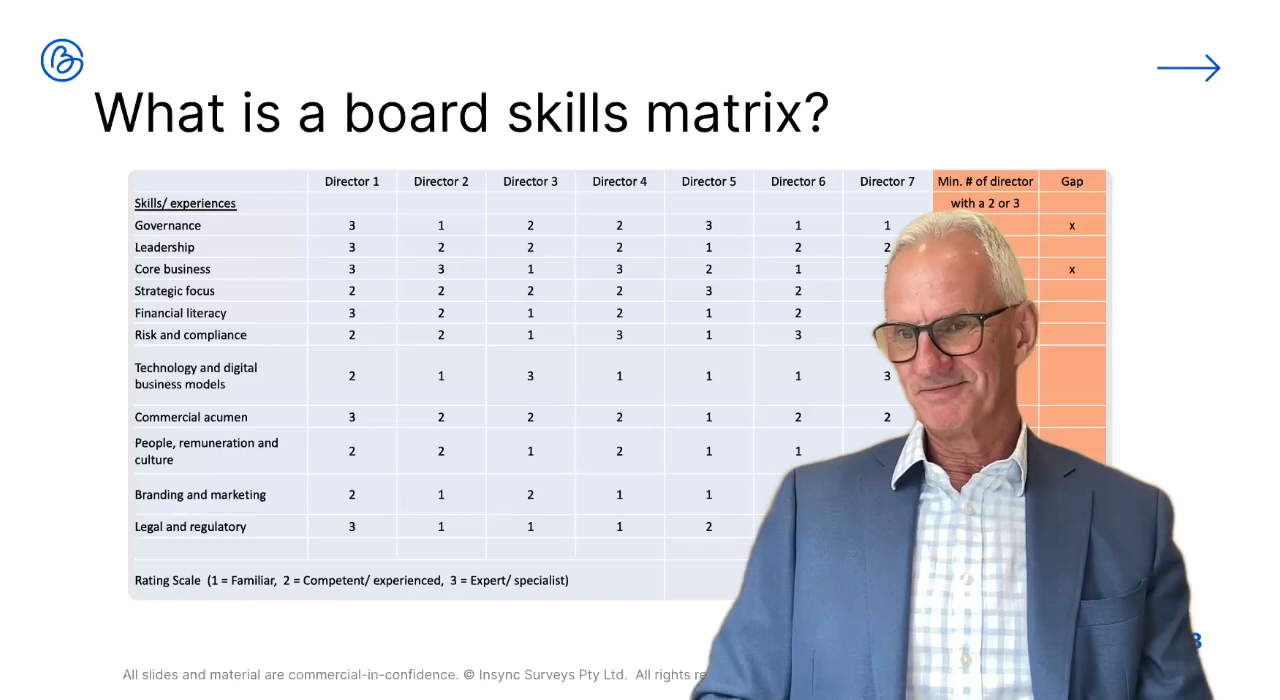 What is a board skills matrix?
Director 1 Director 2 Director 3 Director 4 Director 5 Director 6 Director 7 Min. # of director Gap
Skills/ experiences with a 2 or 3
Governance 3 1 2 2 3 1 1 x
Leadership 3 2 2 2 1 2 2
Core business 3 3 1 3 2 1 x
Strategic focus 2 2 2 2 3 2
Financial literacy 3 2 1 2 1 2
Risk and compliance 2 2 1 3 1 3
Technology and digital
business models 2 1 3 1 1 1 3
Commercial acumen 3 2 2 2 1 2 2
People, remuneration and
culture 2 2 1 2 1 1
Branding and marketing 2 1 2 1 1
Legal and regulatory 3 1 1 1 2
Rating Scale (1 = Familiar, 2 = Competent/ experienced, 3 = Expert/ specialist)
All slides and material are commercial-in-confidence. © Insync Surveys Pty Ltd. All rights